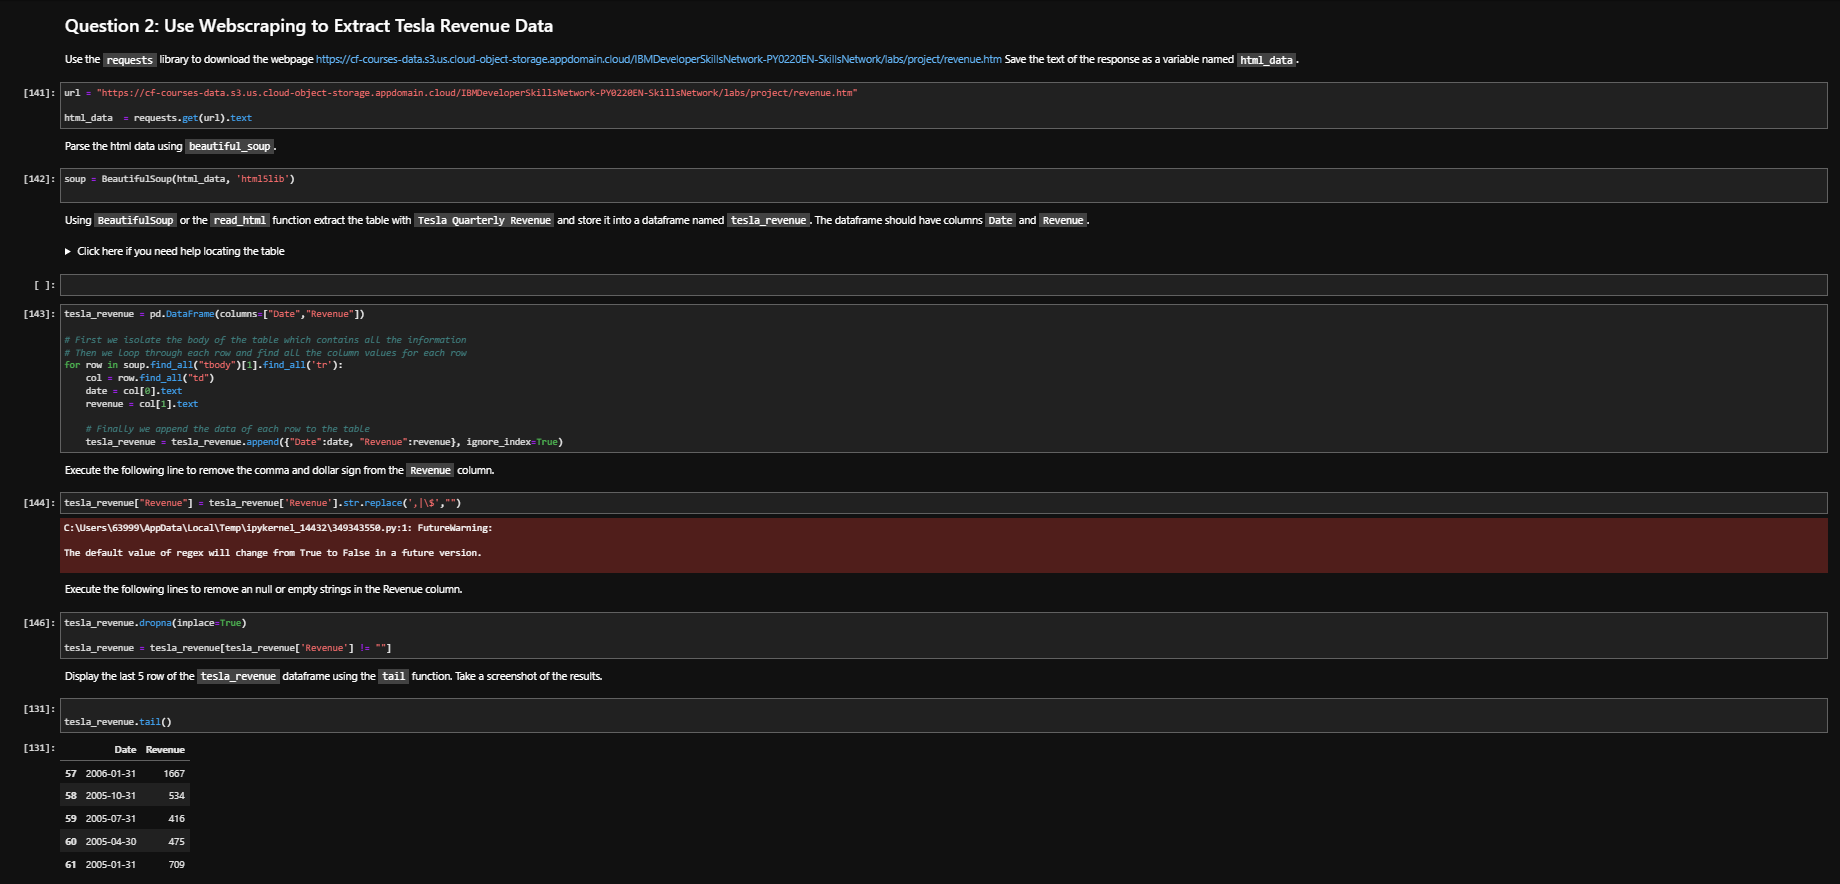 Question 2: Use Webscraping to Extract Tesla Revenue Data
Use the requests library to download the webpage https://cf-courses-data.s3.us.cloud-object-storage.appdomain.cloud/IBMDeveloperSkillsNetwork-PY0220EN-SkillsNetwork/labs/project/revenue.htm Save the text of the response as a variable named html_data.
[141]: url = "https://cf-courses-data.s3.us.cloud-object-storage.appdomain.cloud/IBMDeveloperSkillsNetwork-PY0220EN-SkillsNetwork/labs/project/revenue.htm"
html_data  = requests.get(url).text
Parse the html data using beautiful_soup.
[142]: soup = BeautifulSoup(html_data, 'html5lib')
Using BeautifulSoup or the read_html function extract the table with Tesla Quarterly Revenue and store it into a dataframe named tesla_revenue. The dataframe should have columns Date and Revenue.
Click here if you need help locating the table
[ ]:
[143]: tesla_revenue = pd.DataFrame(columns=["Date","Revenue"])
# First we isolate the body of the table which contains all the information
# Then we loop through each row and find all the column values for each row
for row in soup.find_all("tbody")[1].find_all('tr'):
    col = row.find_all("td")
    date = col[0].text
    revenue = col[1].text
    # Finally we append the data of each row to the table
    tesla_revenue = tesla_revenue.append({"Date":date, "Revenue":revenue}, ignore_index=True)
Execute the following line to remove the comma and dollar sign from the Revenue column.
[144]: tesla_revenue["Revenue"] = tesla_revenue['Revenue'].str.replace(',|\$',"")
C:\Users\63999\AppData\Local\Temp\ipykernel_14432\349343550.py:1: FutureWarning:
The default value of regex will change from True to False in a future version.
Execute the following lines to remove an null or empty strings in the Revenue column.
[146]: tesla_revenue.dropna(inplace=True)
tesla_revenue = tesla_revenue[tesla_revenue['Revenue'] != ""]
Display the last 5 row of the tesla_revenue dataframe using the tail function. Take a screenshot of the results.
[131]:
tesla_revenue.tail()
[131]: Date Revenue
57 2006-01-31 1667
58 2005-10-31 534
59 2005-07-31 416
60 2005-04-30 475
61 2005-01-31 709